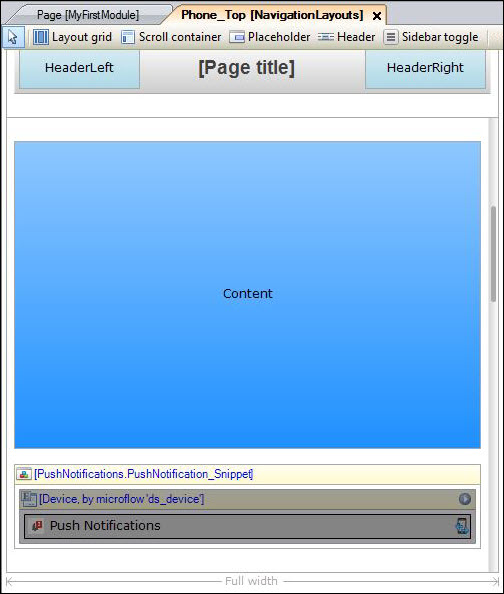 Page [MyFirstModule]
Phone_Top [NavigationLayouts]
Layout grid
Scroll container
Placeholder
Header
Sidebar toggle
HeaderLeft
[Page title]
HeaderRight
Content
[PushNotifications.PushNotification_Snippet]
[Device, by microflow 'ds_device']
Push Notifications
Full width